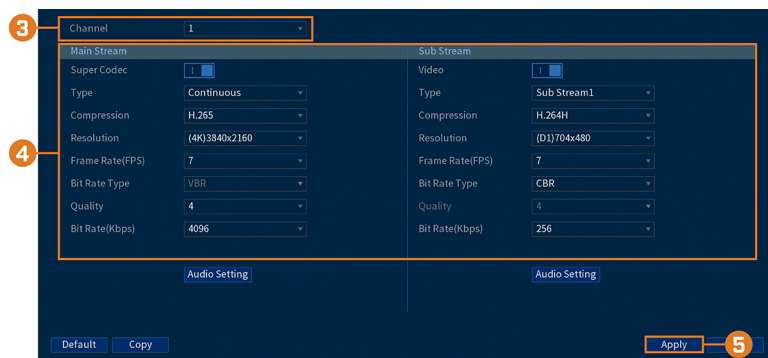 3
Channel 1
Main Stream Sub Stream
Super Codec Video
Type Continuous Type Sub Stream1
Compression H.265 Compression H.264H
Resolution (4K)3840x2160 Resolution (D1)704x480
4
Frame Rate(FPS) 7 Frame Rate(FPS) 7
Bit Rate Type VBR Bit Rate Type CBR
Quality 4 Quality 4
Bit Rate(Kbps) 4096 Bit Rate(Kbps) 256
Audio Setting Audio Setting
Default Copy Apply 5